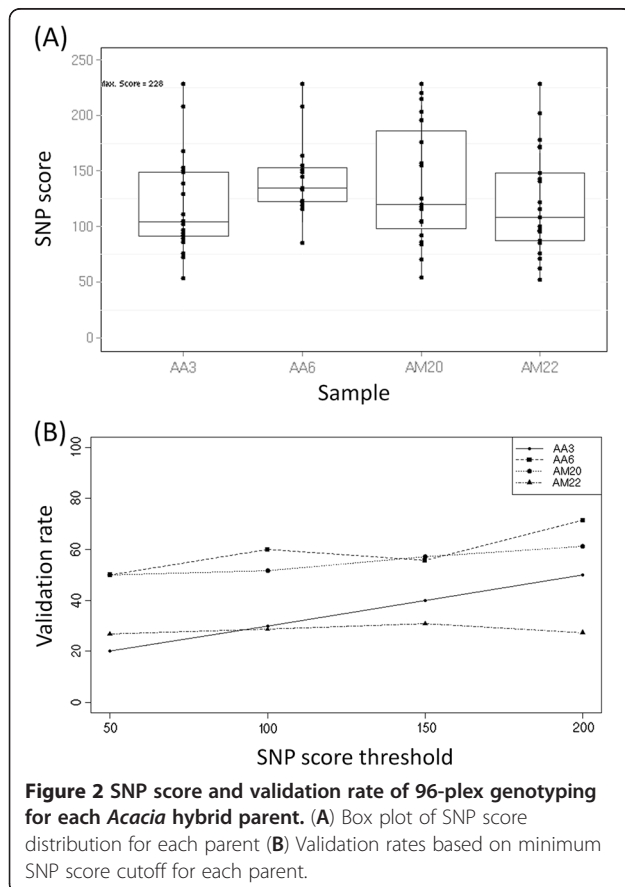 (A)
250
Max. Score = 228
200
150
100
50
0
SNP score
AA3 AA6 AM20 AM22
Sample
(B)
100
80
60
40
20
0
Validation rate
AA3
AA6
AM20
AM22
50 100 150 200
SNP score threshold
Figure 2 SNP score and validation rate of 96-plex genotyping
for each Acacia hybrid parent. (A) Box plot of SNP score
distribution for each parent (B) Validation rates based on minimum
SNP score cutoff for each parent.